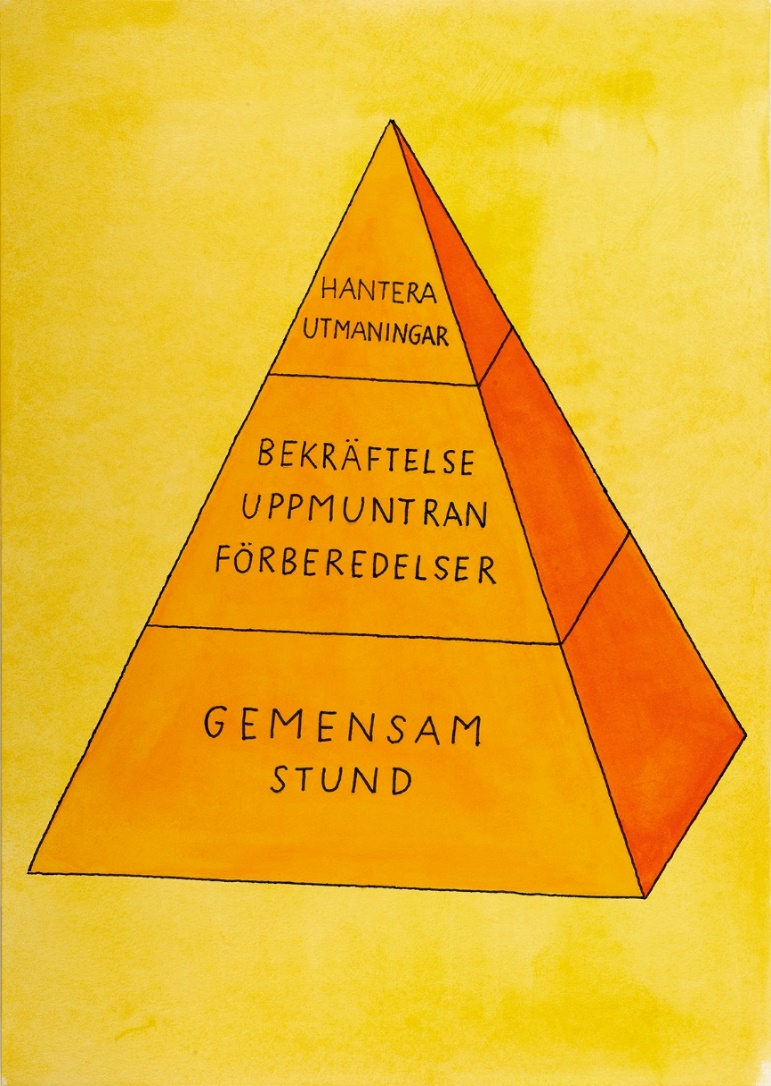 HANTERA
UTMANINGAR
BEKRÄFTELSE
UPPMUNTRAN
FÖRBEREDELSER
GEMENSAM
STUND